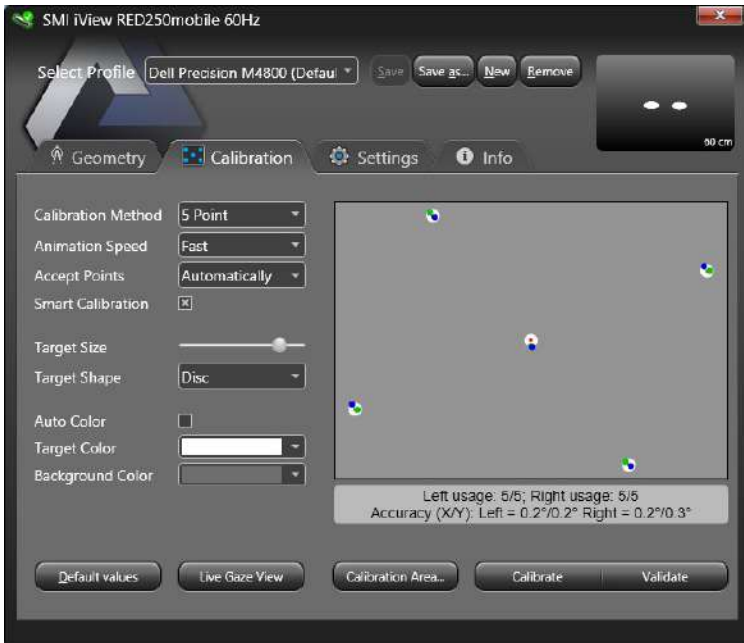 SMI iView RED250mobile 60Hz
Select Profile Dell Precision M4800 (Defaul Save Save as... New Remove
60 cm
Geometry Calibration Settings Info
Calibration Method 5 Point
Animation Speed Fast
Accept Points Automatically
Smart Calibration
Target Size
Target Shape Disc
Auto Color
Target Color
Background Color
Left usage: 5/5; Right usage: 5/5
Accuracy (X/Y): Left = 0.2°/0.2° Right = 0.2°/0.3°
Default values Live Gaze View Calibration Area... Calibrate Validate